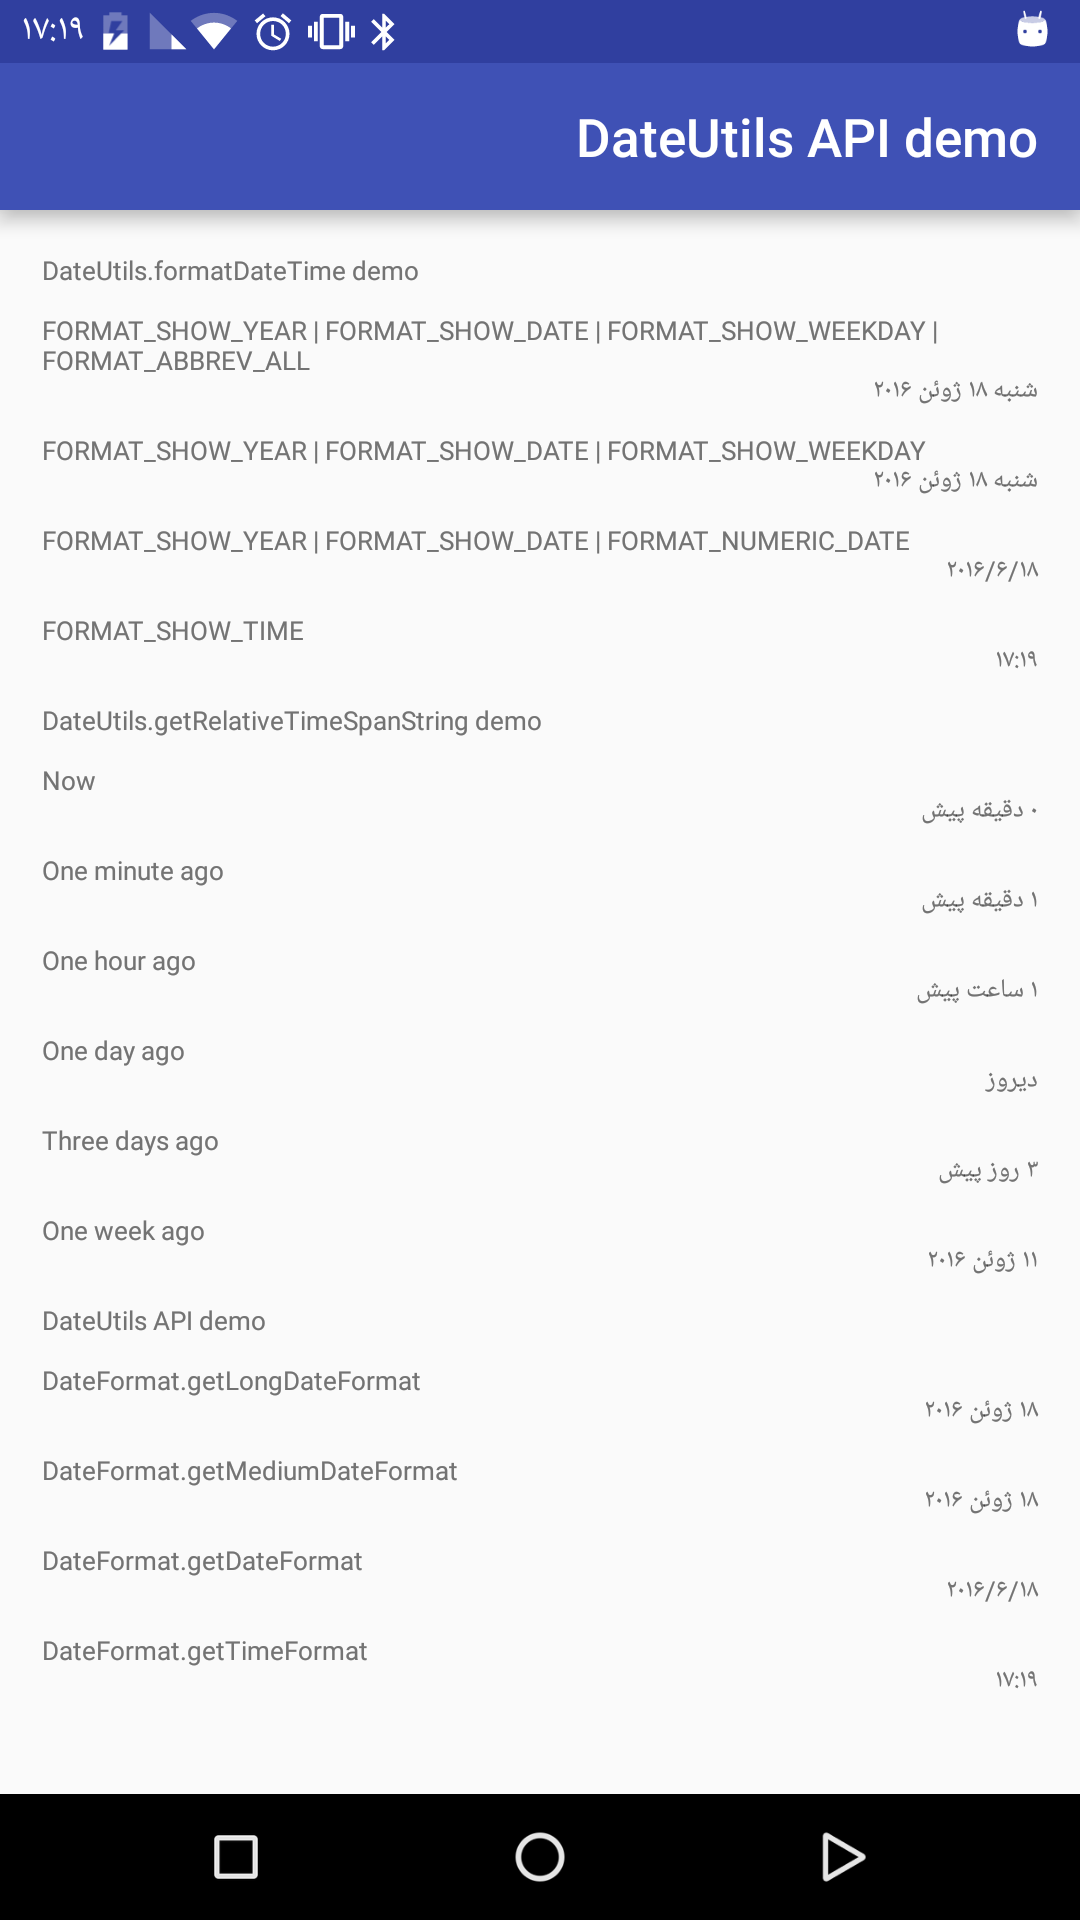 ۱۷:۱۹
DateUtils API demo
DateUtils.formatDateTime demo
FORMAT_SHOW_YEAR | FORMAT_SHOW_DATE | FORMAT_SHOW_WEEKDAY |
FORMAT_ABBREV_ALL
شنبه ۱۸ ژوئن ۲۰۱۶
FORMAT_SHOW_YEAR | FORMAT_SHOW_DATE | FORMAT_SHOW_WEEKDAY
شنبه ۱۸ ژوئن ۲۰۱۶
FORMAT_SHOW_YEAR | FORMAT_SHOW_DATE | FORMAT_NUMERIC_DATE
۲۰۱۶/۶/۱۸
FORMAT_SHOW_TIME
۱۷:۱۹
DateUtils.getRelativeTimeSpanString demo
Now
۰ دقیقه پیش
One minute ago
۱ دقیقه پیش
One hour ago
۱ ساعت پیش
One day ago
دیروز
Three days ago
۳ روز پیش
One week ago
۱۱ ژوئن ۲۰۱۶
DateUtils API demo
DateFormat.getLongDateFormat
۱۸ ژوئن ۲۰۱۶
DateFormat.getMediumDateFormat
۱۸ ژوئن ۲۰۱۶
DateFormat.getDateFormat
۲۰۱۶/۶/۱۸
DateFormat.getTimeFormat
۱۷:۱۹